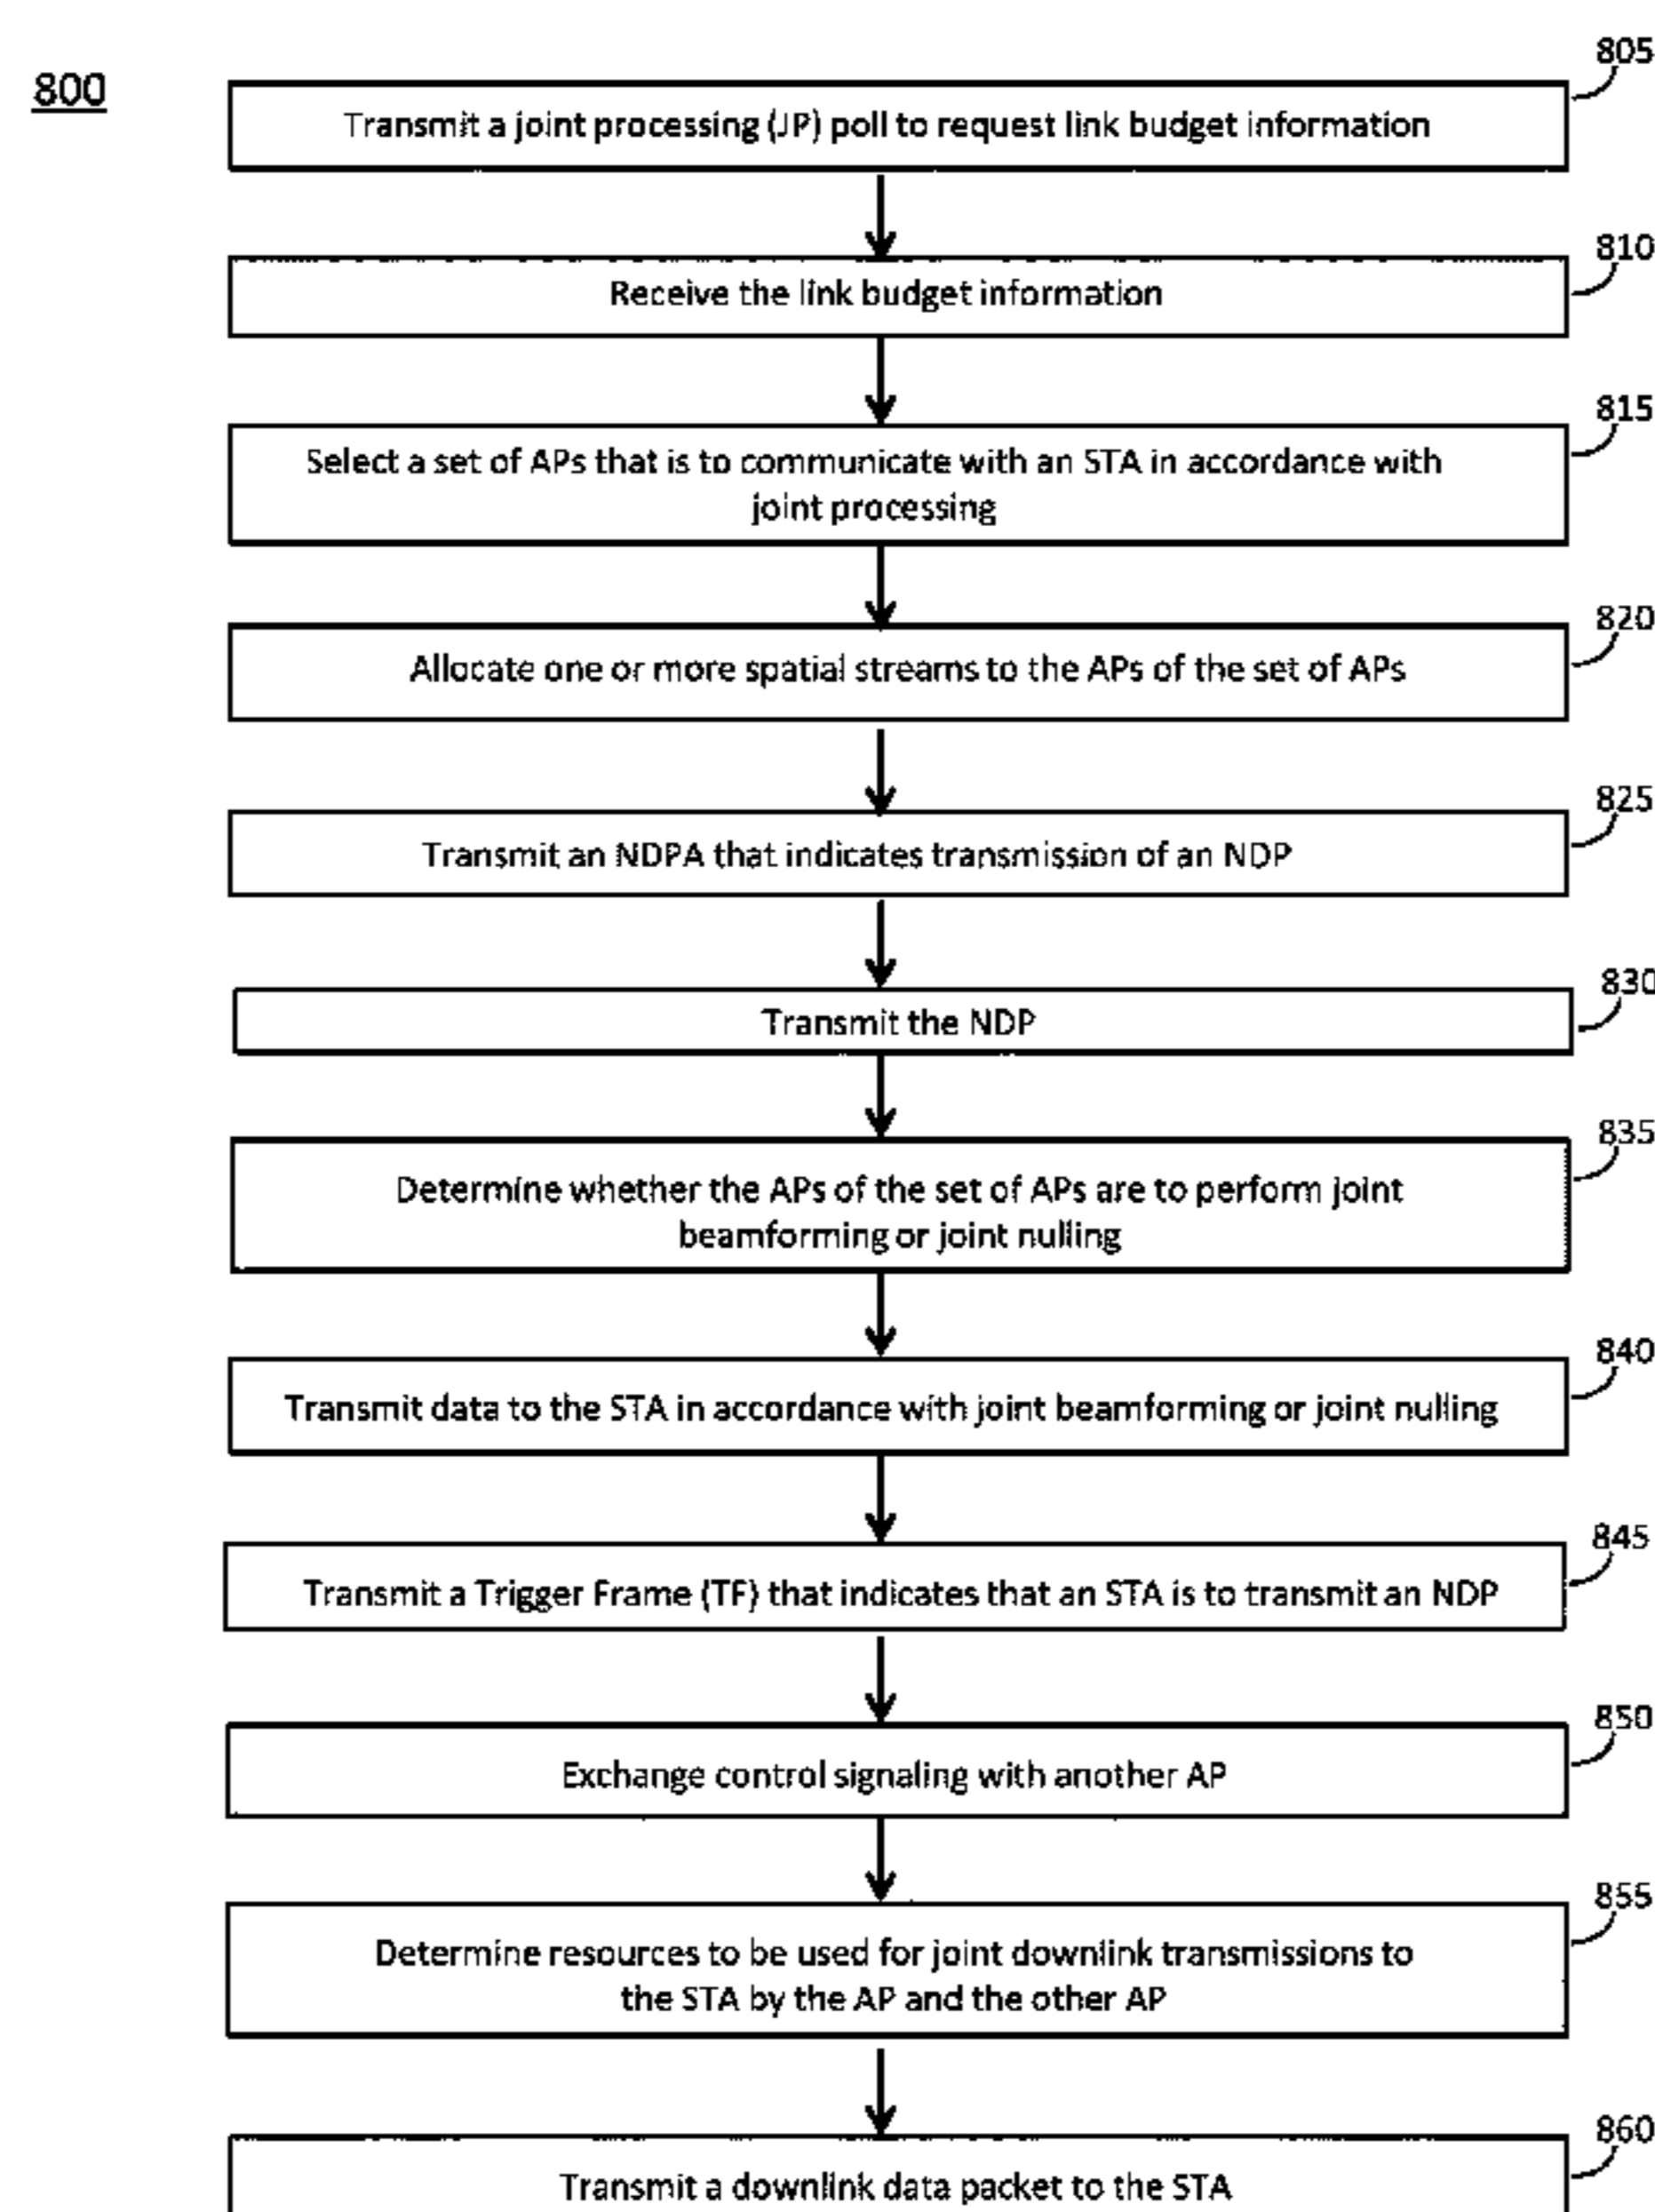 805
800
Transmit a joint processing (JP) poll to request link budget information
810
Receive the link budget information
815
Select a set of APs that is to communicate with an STA in accordance with
joint processing
820
Allocate one or more spatial streams to the APs of the set of APs
825
Transmit an NDPA that indicates transmission of an NDP
830
Transmit the NDP
835
Determine whether the APs of the set of APs are to perform joint
beamforming or joint nulling
840
Transmit data to the STA in accordance with joint beamforming or joint nulling
845
Transmit a Trigger Frame (TF) that indicates that an STA is to transmit an NDP
850
Exchange control signaling with another AP
855
Determine resources to be used for joint downlink transmissions to
the STA by the AP and the other AP
860
Transmit a downlink data packet to the STA